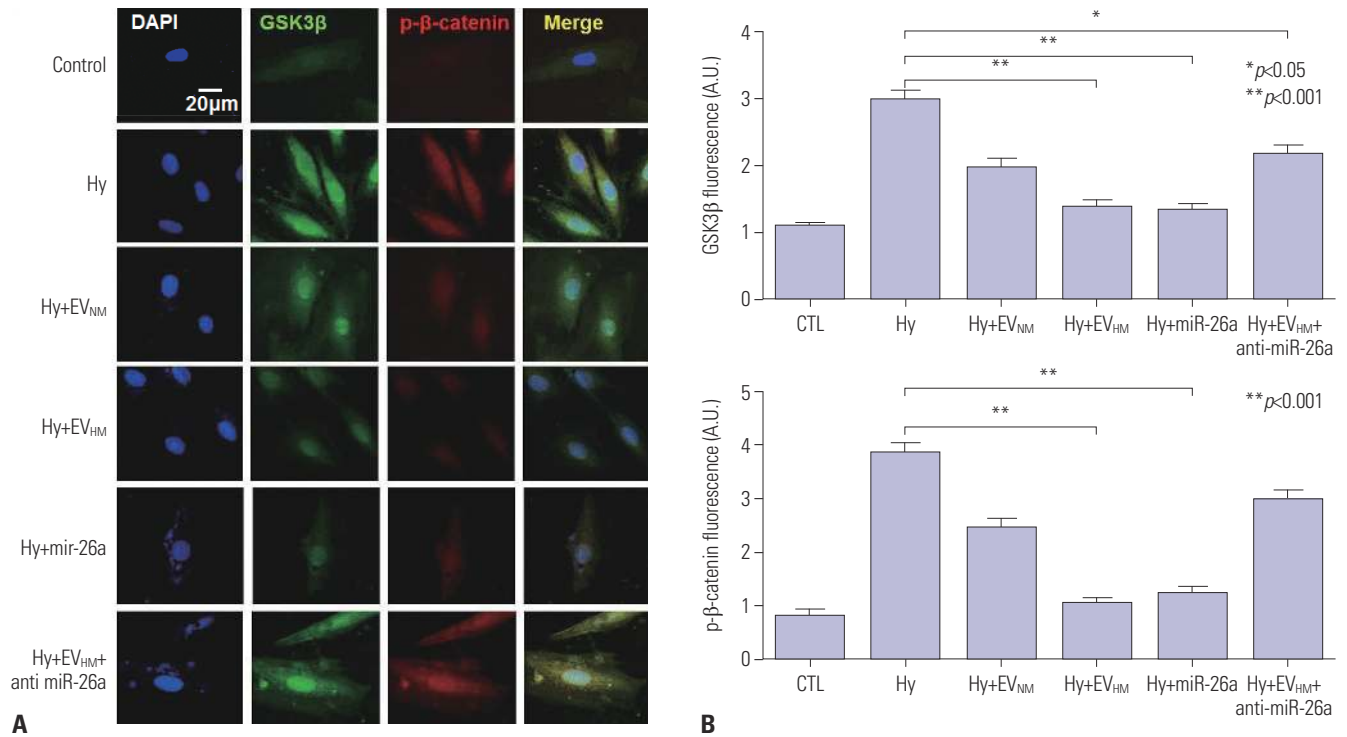 DAPI GSK3β p-β-catenin Merge
Control
20μm
Hy
Hy+EVNM
Hy+EVHM
Hy+mir-26a
Hy+EVHM+
anti miR-26a
A
*
**
**
*p<0.05
**p<0.001
GSK3β fluorescence (A.U.)
4
3
2
1
0
CTL Hy Hy+EVNM Hy+EVHM Hy+miR-26a Hy+EVHM+
anti-miR-26a
**
**
**p<0.001
p-β-catenin fluorescence (A.U.)
5
4
3
2
1
0
CTL Hy Hy+EVNM Hy+EVHM Hy+miR-26a Hy+EVHM+
anti-miR-26a
B